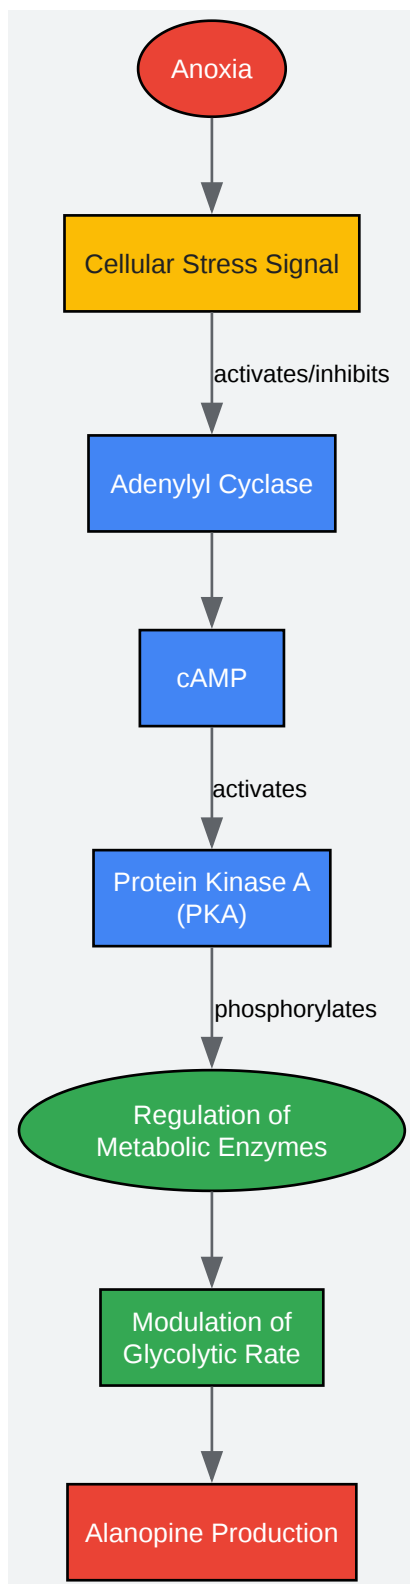 Anoxia
Cellular Stress Signal
activates/inhibits
Adenylyl Cyclase
cAMP
activates
Protein Kinase A
(PKA)
phosphorylates
Regulation of
Metabolic Enzymes
Modulation of
Glycolytic Rate
Alanopine Production